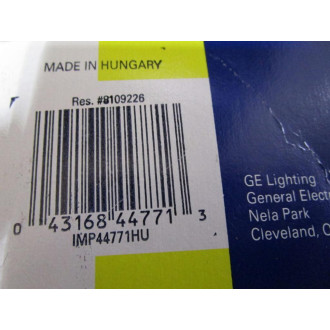 MADE IN HUNGARY
Res. #8109226
0 43168 44771 3
IMP44771HU
GE Lighting
General Electr
Nela Park
Cleveland,